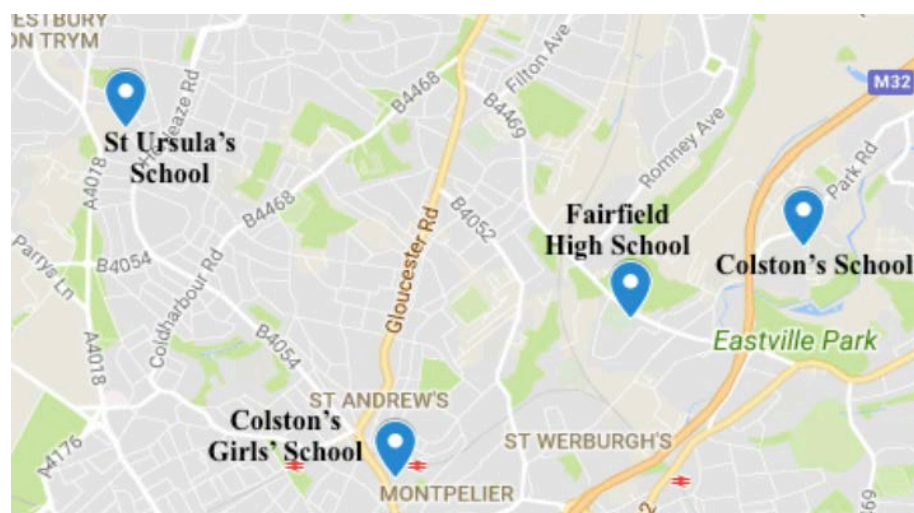 ESTBURY
ON TRYM
St Ursula's
School
Gloucester Rd
A4018
B4468
B4468
B4469
Filton Ave
Romney Ave
M32
Park Rd
B4052
Fairfield
High School
Colston's School
Eastville Park
Parrys Ln
B4054
Coldharbour Rd
A4018
B4054
ST ANDREW'S
Colston's
Girls' School
ST WERBURGH'S
MONTPELIER
A4176